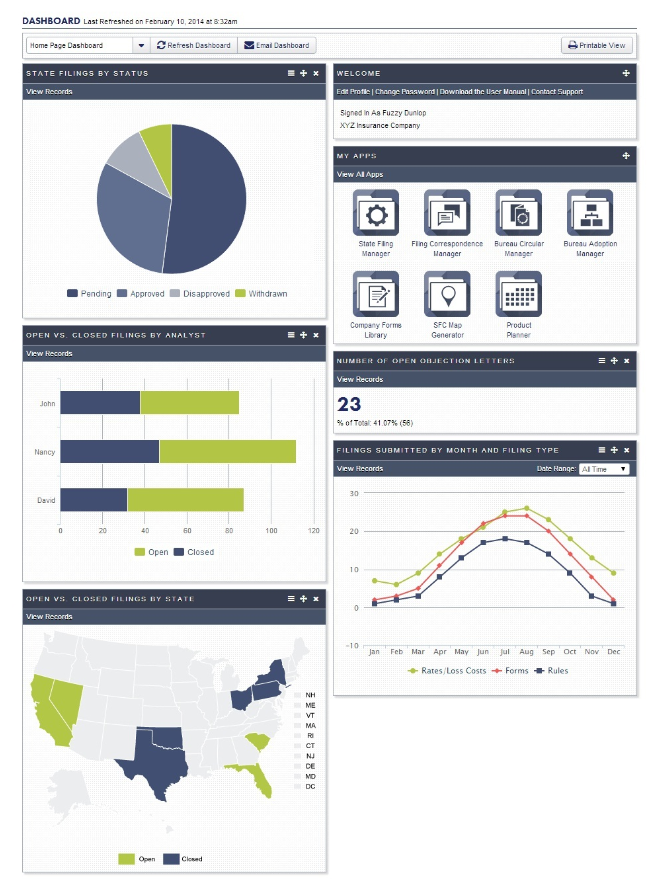 DASHBOARD Last Refreshed on February 10, 2014 at 8:32am
Home Page Dashboard Refresh Dashboard Email Dashboard Printable View
STATE FILINGS BY STATUS
View Records
Pending Approved Disapproved Withdrawn
OPEN VS. CLOSED FILINGS BY ANALYST
View Records
John
Nancy
David
0 20 40 60 80 100 120
Open Closed
OPEN VS. CLOSED FILINGS BY STATE
View Records
NH
ME
VT
MA
RI
CT
NJ
DE
MD
DC
Open Closed
WELCOME
Edit Profile | Change Password | Download the User Manual | Contact Support
Signed In As Fuzzy Dunlop
XYZ Insurance Company
MY APPS
View All Apps
State Filing Manager
Filing Correspondence Manager
Bureau Circular Manager
Bureau Adoption Manager
Company Forms Library
SFC Map Generator
Product Planner
NUMBER OF OPEN OBJECTION LETTERS
View Records
23
% of Total: 41.07% (56)
FILINGS SUBMITTED BY MONTH AND FILING TYPE
View Records Date Range: All Time
30
20
10
0
-10
Jan Feb Mar Apr May Jun Jul Aug Sep Oct Nov Dec
Rates/Loss Costs Forms Rules